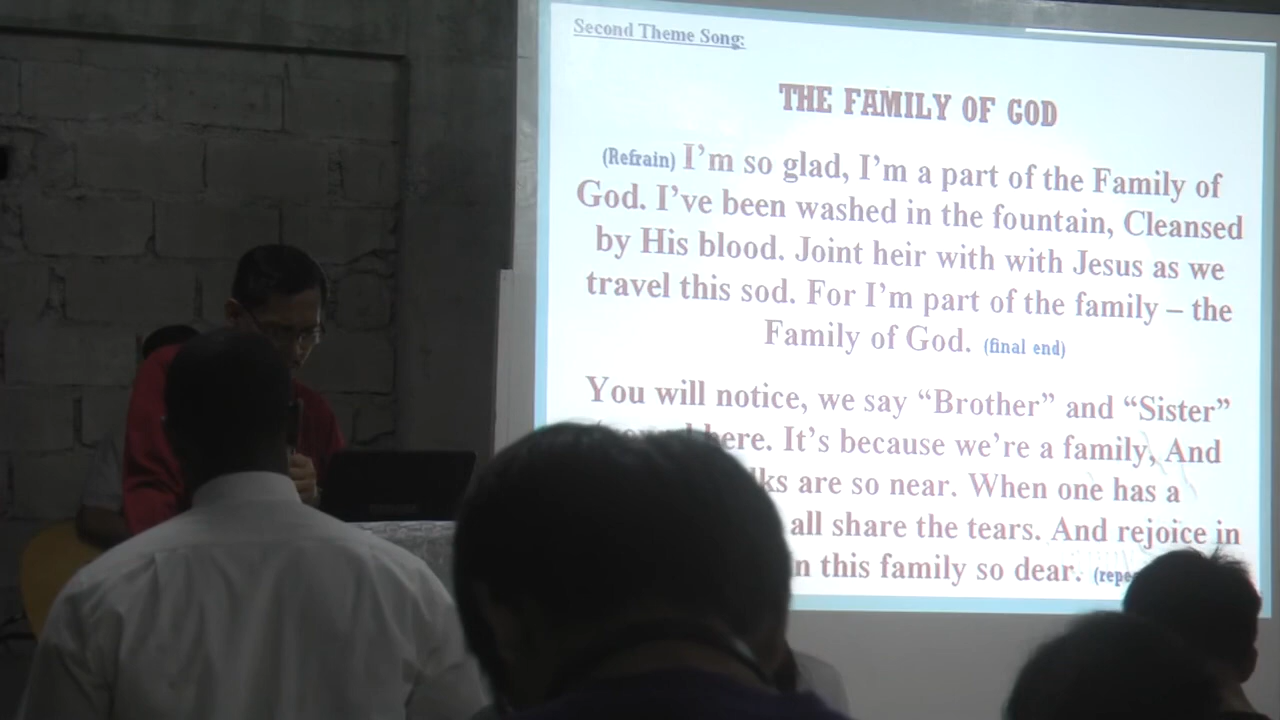 Second Theme Song:
THE FAMILY OF GOD
(Refrain) I'm so glad, I'm a part of the Family of
God. I've been washed in the fountain, Cleansed
by His blood. Joint heir with with Jesus as we
travel this sod. For I'm part of the family – the
Family of God. (final end)
You will notice, we say “Brother” and “Sister”
here. It's because we're a family, And
are so near. When one has a
all share the tears. And rejoice in
this family so dear.